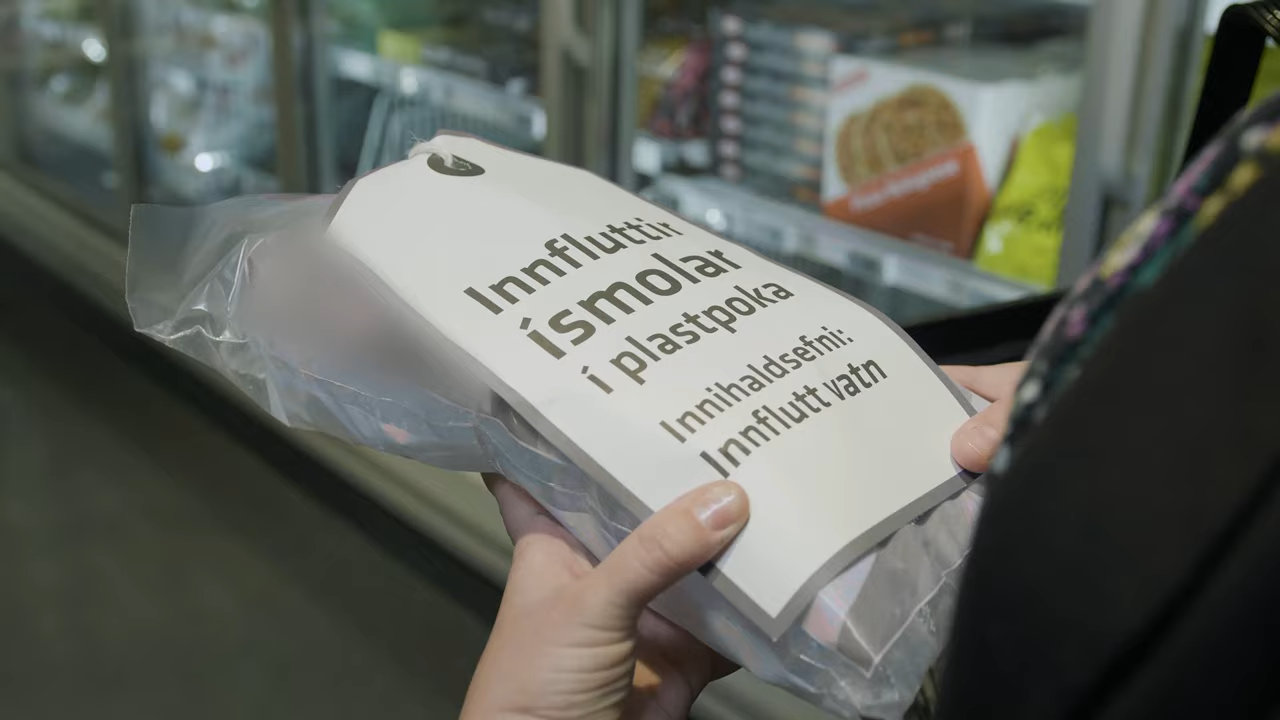 Innfluttir
ísmolar
í plastpoka
Innihaldsefni:
Innflutt vatn